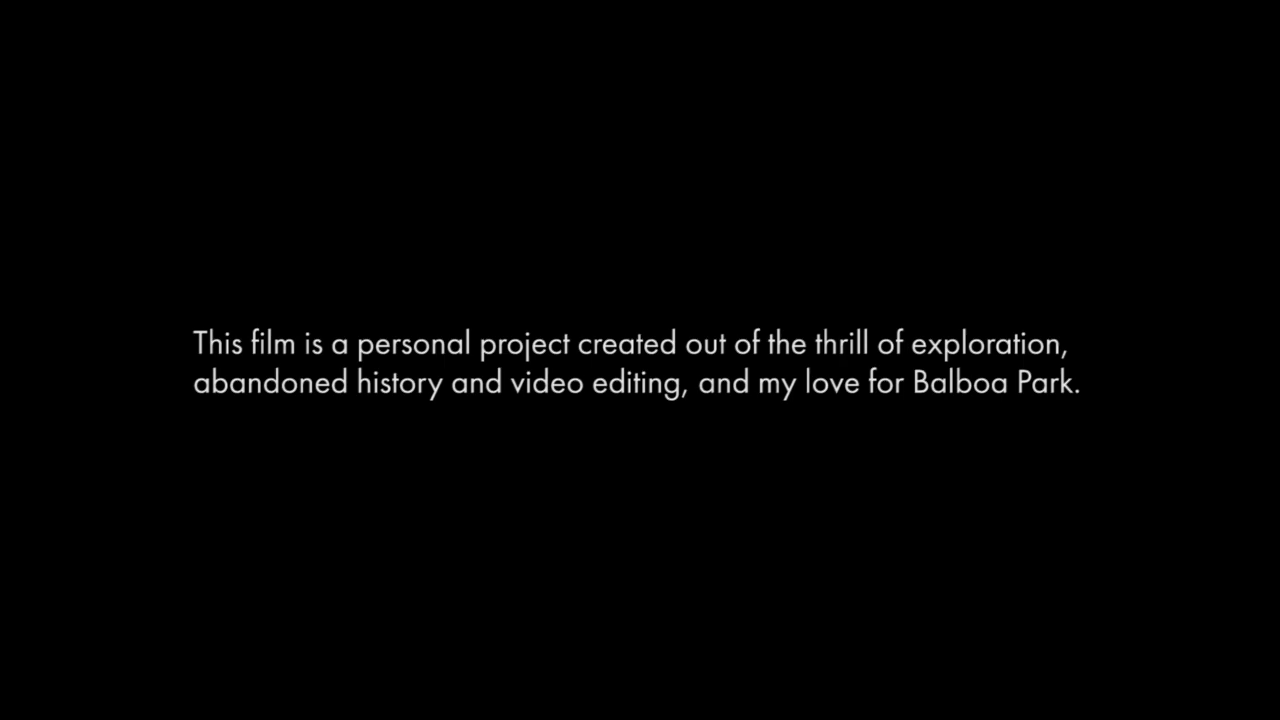 This film is a personal project created out of the thrill of exploration,
abandoned history and video editing, and my love for Balboa Park.